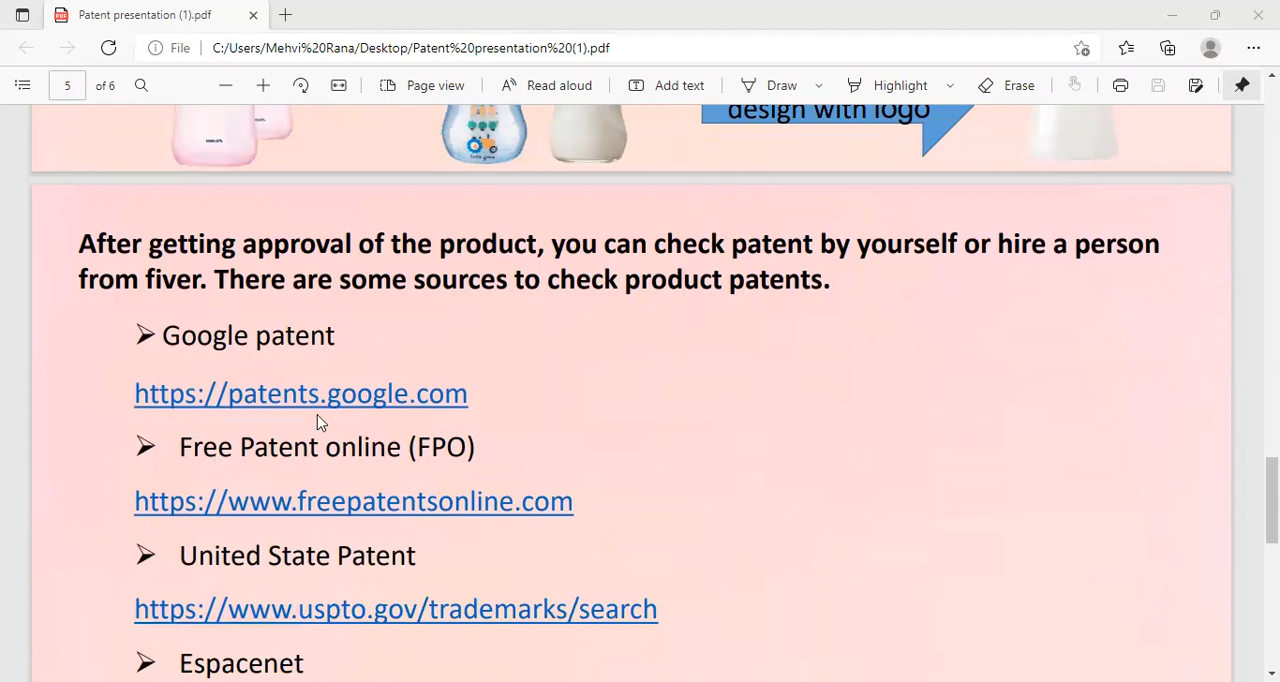 Patent presentation (1).pdf
File
C:/Users/Mehvi%20Rana/Desktop/Patent%20presentation%20(1).pdf
5 of 6
Page view
Read aloud
Add text
Draw
Highlight
Erase
design with logo
After getting approval of the product, you can check patent by yourself or hire a person
from fiver. There are some sources to check product patents.
➢ Google patent
https://patents.google.com
➢ Free Patent online (FPO)
https://www.freepatentsonline.com
➢ United State Patent
https://www.uspto.gov/trademarks/search
➢ Espacenet